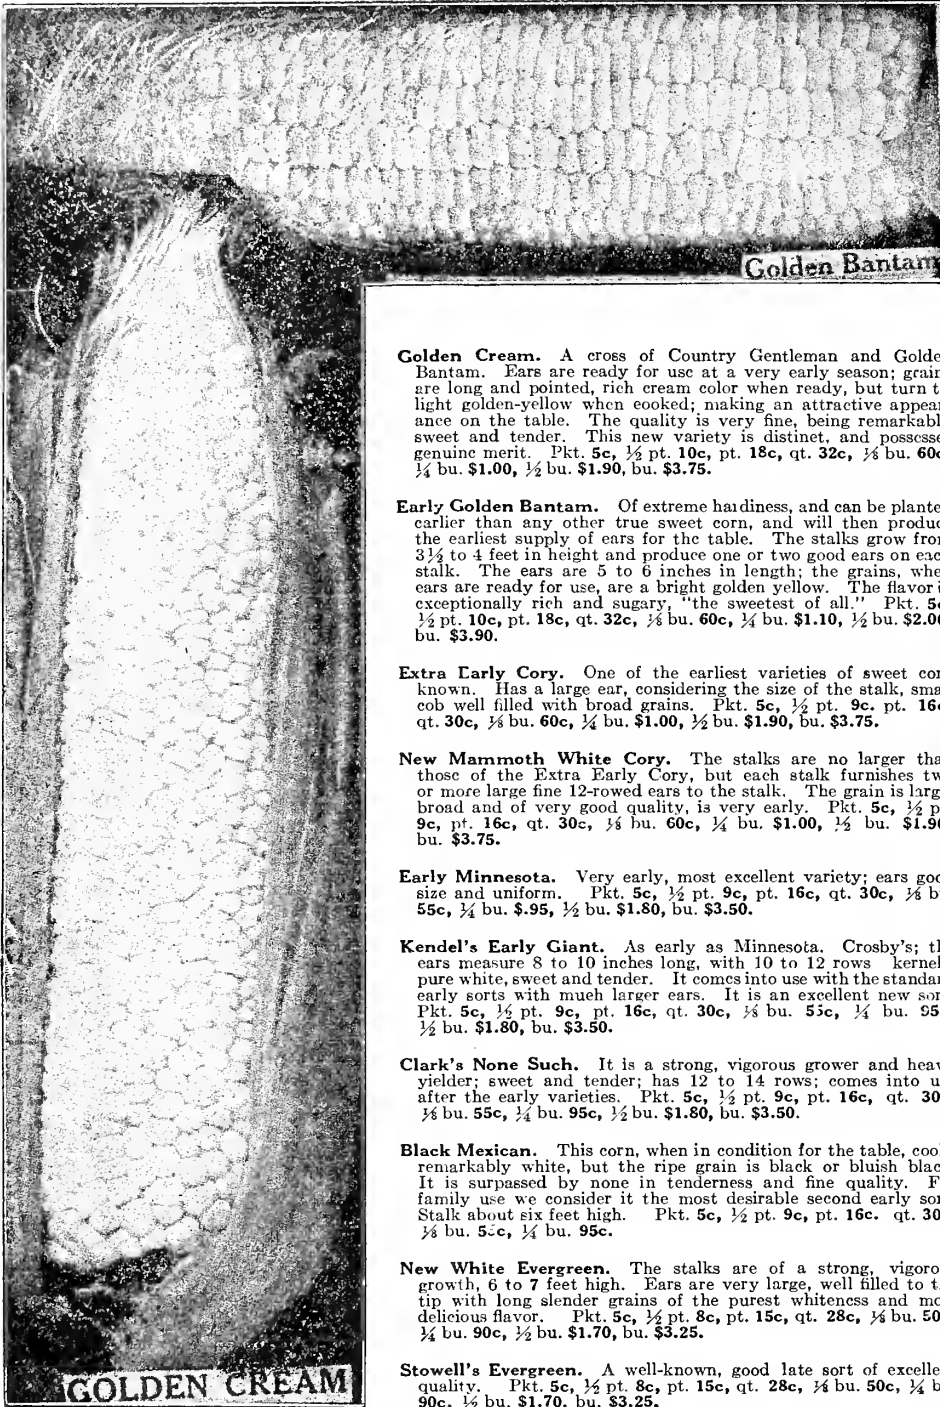 Golden Bantam
Golden Cream. A cross of Country Gentleman and Golde
Bantam. Ears are ready for use at a very early season; grain
are long and pointed, rich cream color when ready, but turn t
light golden-yellow when eooked; making an attractive appear
ance on the table. The quality is very fine, being remarkabl
sweet and tender. This new variety is distinet, and possesse
genuine merit. Pkt. 5c, ½ pt. 10c, pt. 18c, qt. 32c, ⅛ bu. 60c
¼ bu. $1.00, ½ bu. $1.90, bu. $3.75.
Early Golden Bantam. Of extreme hardiness, and can be plante
earlier than any other true sweet corn, and will then produc
the earliest supply of ears for the table. The stalks grow from
3½ to 4 feet in height and produce one or two good ears on eac
stalk. The ears are 5 to 6 inches in length; the grains, whe
ears are ready for use, are a bright golden yellow. The flavor i
exceptionally rich and sugary, "the sweetest of all." Pkt. 5c
½ pt. 10c, pt. 18c, qt. 32c, ⅛ bu. 60c, ¼ bu. $1.10, ½ bu. $2.00
bu. $3.90.
Extra Early Cory. One of the earliest varieties of sweet cor
known. Has a large ear, considering the size of the stalk, sma
cob well filled with broad grains. Pkt. 5c, ½ pt. 9c. pt. 16c
qt. 30c, ⅛ bu. 60c, ¼ bu. $1.00, ½ bu. $1.90, bu. $3.75.
New Mammoth White Cory. The stalks are no larger tha
those of the Extra Early Cory, but each stalk furnishes tw
or more large fine 12-rowed ears to the stalk. The grain is larg
broad and of very good quality, is very early. Pkt. 5c, ½ p
9c, pt. 16c, qt. 30c, ⅛ bu. 60c, ¼ bu. $1.00, ½ bu. $1.90
bu. $3.75.
Early Minnesota. Very early, most excellent variety; ears goo
size and uniform. Pkt. 5c, ½ pt. 9c, pt. 16c, qt. 30c, ⅛ b
55c, ¼ bu. $.95, ½ bu. $1.80, bu. $3.50.
Kendel's Early Giant. As early as Minnesota. Crosby's; th
ears measure 8 to 10 inches long, with 10 to 12 rows kernel
pure white, sweet and tender. It comes into use with the standar
early sorts with mueh larger ears. It is an excellent new sor
Pkt. 5c, ½ pt. 9c, pt. 16c, qt. 30c, ⅛ bu. 55c, ¼ bu. 95
½ bu. $1.80, bu. $3.50.
Clark's None Such. It is a strong, vigorous grower and heav
yielder; sweet and tender; has 12 to 14 rows; comes into u
after the early varieties. Pkt. 5c, ½ pt. 9c, pt. 16c, qt. 30
⅛ bu. 55c, ¼ bu. 95c, ½ bu. $1.80, bu. $3.50.
Black Mexican. This corn, when in condition for the table, coo
remarkably white, but the ripe grain is black or bluish blac
It is surpassed by none in tenderness and fine quality. F
family use we consider it the most desirable second early sor
Stalk about six feet high. Pkt. 5c, ½ pt. 9c, pt. 16c. qt. 30
⅛ bu. 55c, ¼ bu. 95c.
New White Evergreen. The stalks are of a strong, vigoro
growth, 6 to 7 feet high. Ears are very large, well filled to t
tip with long slender grains of the purest whiteness and mo
delicious flavor. Pkt. 5c, ½ pt. 8c, pt. 15c, qt. 28c, ⅛ bu. 50
¼ bu. 90c, ½ bu. $1.70, bu. $3.25.
Stowell's Evergreen. A well-known, good late sort of excelle
quality. Pkt. 5c, ½ pt. 8c, pt. 15c, qt. 28c, ⅛ bu. 50c, ¼ b
90c, ½ bu. $1.70, bu. $3.25.
GOLDEN CREAM